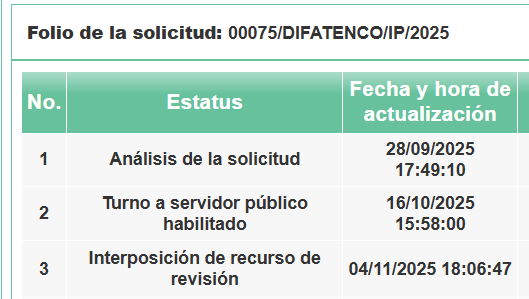 Folio de la solicitud: 00075/DIFATENCO/IP/2025
No.
Estatus
Fecha y hora de
actualización
1
Análisis de la solicitud
28/09/2025
17:49:10
2
Turno a servidor público
habilitado
16/10/2025
15:58:00
3
Interposición de recurso de
revisión
04/11/2025 18:06:47